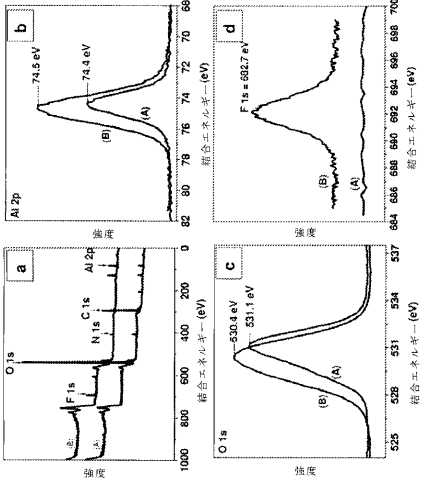 a
O 1s
F 1s
N 1s
C 1s
Al 2p
(B)
(A)
強度
1000 800 600 400 200 0
結合エネルギー(eV)
b
Al 2p
74.5 eV
74.4 eV
(B)
(A)
強度
82 80 78 76 74 72 70 68
結合エネルギー(eV)
c
O 1s
530.4 eV
531.1 eV
(B)
(A)
強度
525 528 531 534 537
結合エネルギー(eV)
d
F 1s = 682.7 eV
(B)
(A)
強度
684 686 688 690 692 694 696 698 700
結合エネルギー(eV)